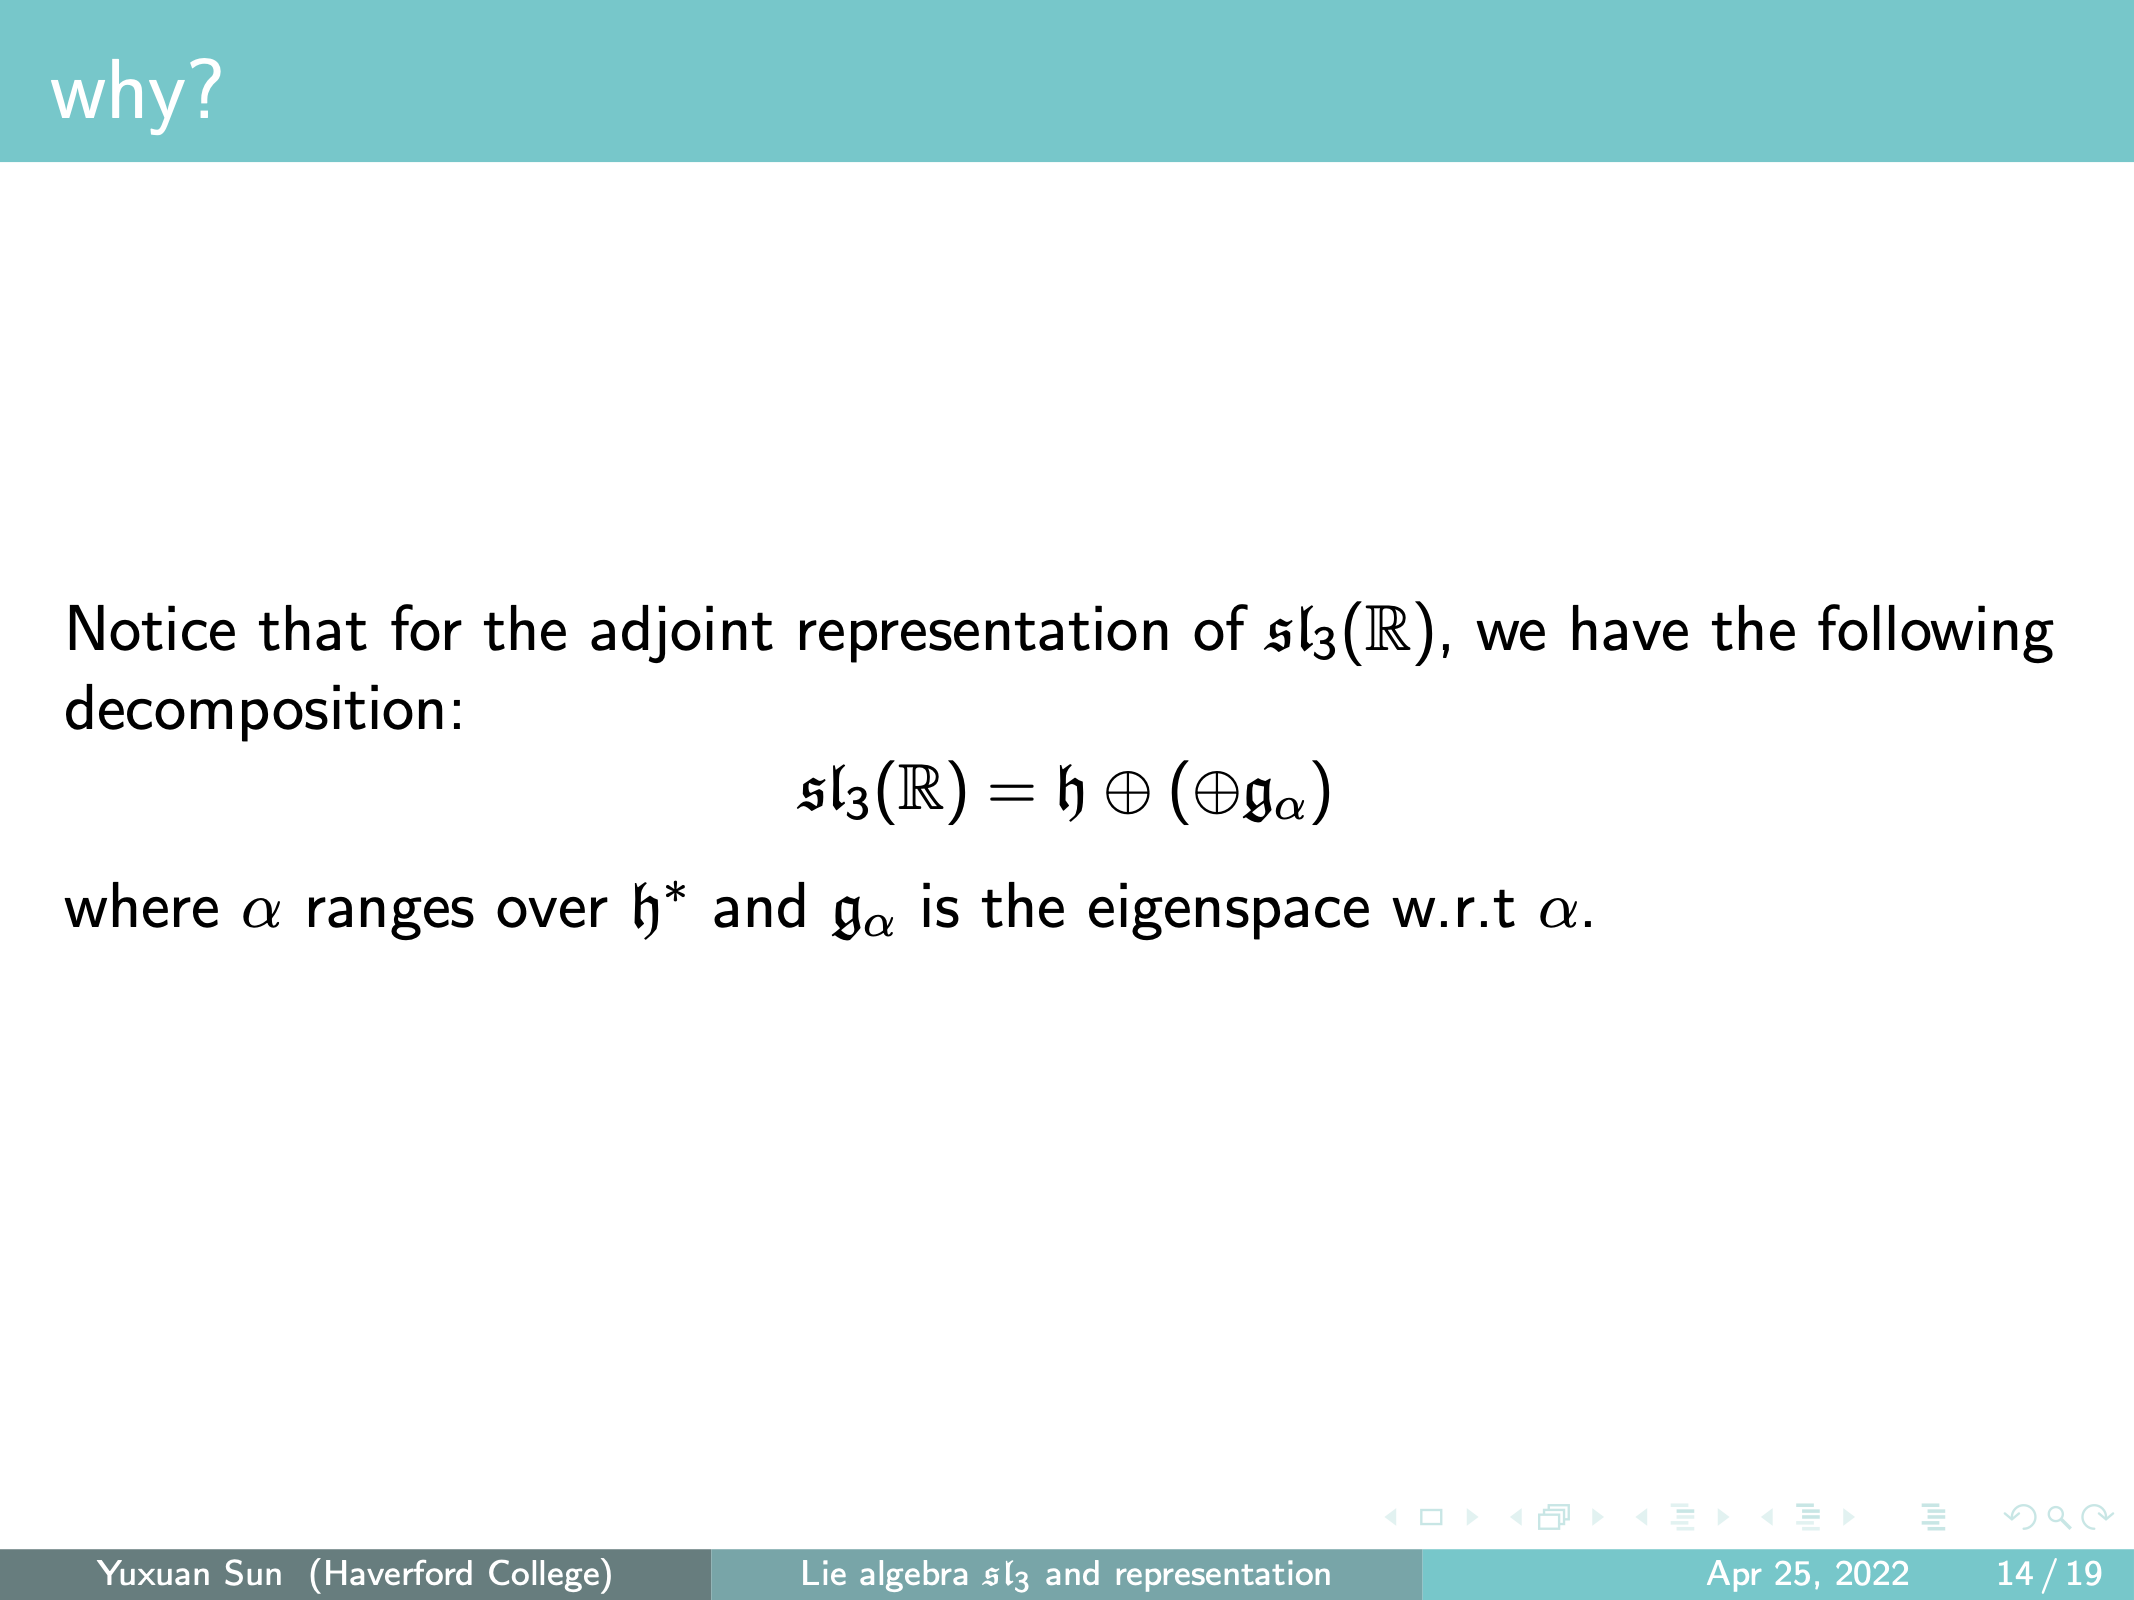 why?
Notice that for the adjoint representation of 𝔰𝔩₃(ℝ), we have the following
decomposition:
𝔰𝔩₃(ℝ) = 𝔥 ⊕ (⊕𝔤_α)
where α ranges over 𝔥* and 𝔤_α is the eigenspace w.r.t α.
Yuxuan Sun (Haverford College) Lie algebra 𝔰𝔩₃ and representation Apr 25, 2022 14 / 19